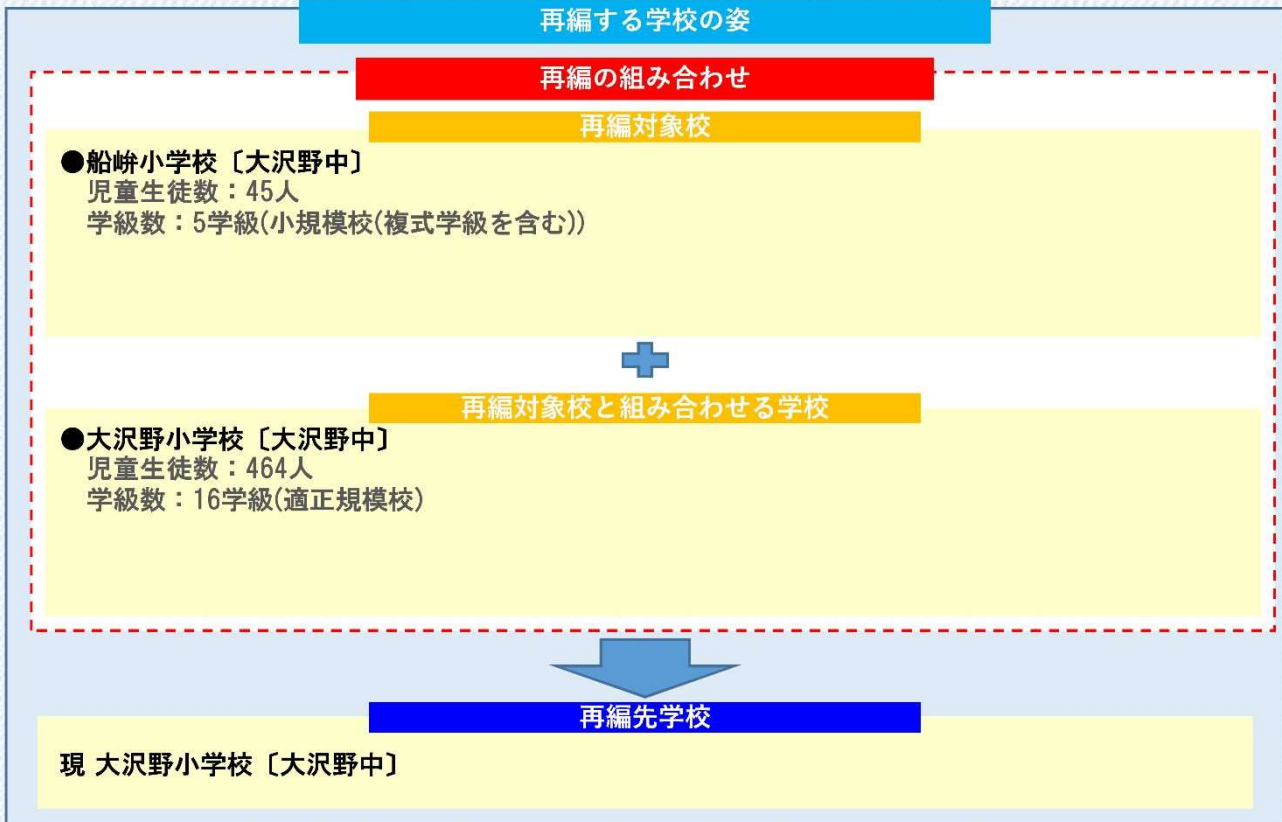 再編する学校の姿
再編の組み合わせ
再編対象校
●船峅小学校〔大沢野中〕
児童生徒数：45人
学級数：5学級(小規模校(複式学級を含む))
再編対象校と組み合わせる学校
●大沢野小学校〔大沢野中〕
児童生徒数：464人
学級数：16学級(適正規模校)
再編先学校
現 大沢野小学校〔大沢野中〕